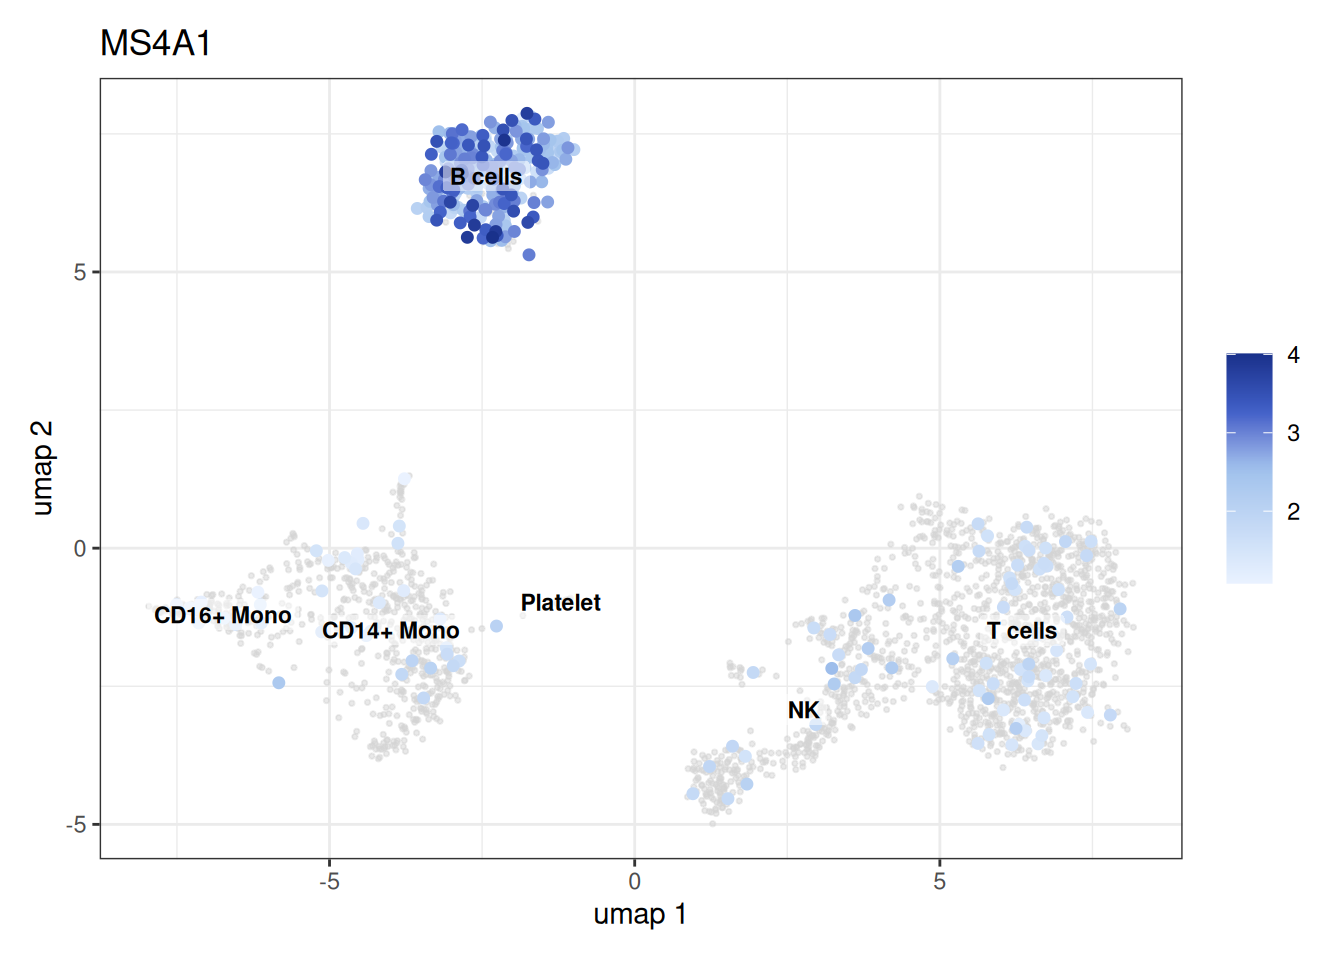 MS4A1
B cells
Platelet
CD16+ Mono
CD14+ Mono
T cells
NK
5
0
-5
-5
0
5
umap 1
umap 2
4
3
2